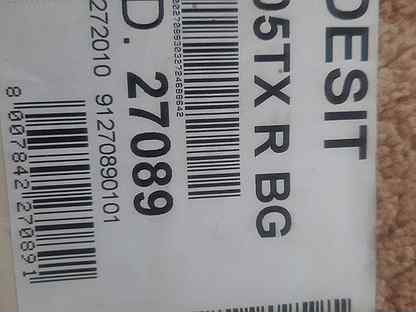 DESIT
05TX R BG
D. 27089
272010 91270890101
8 007842 270891